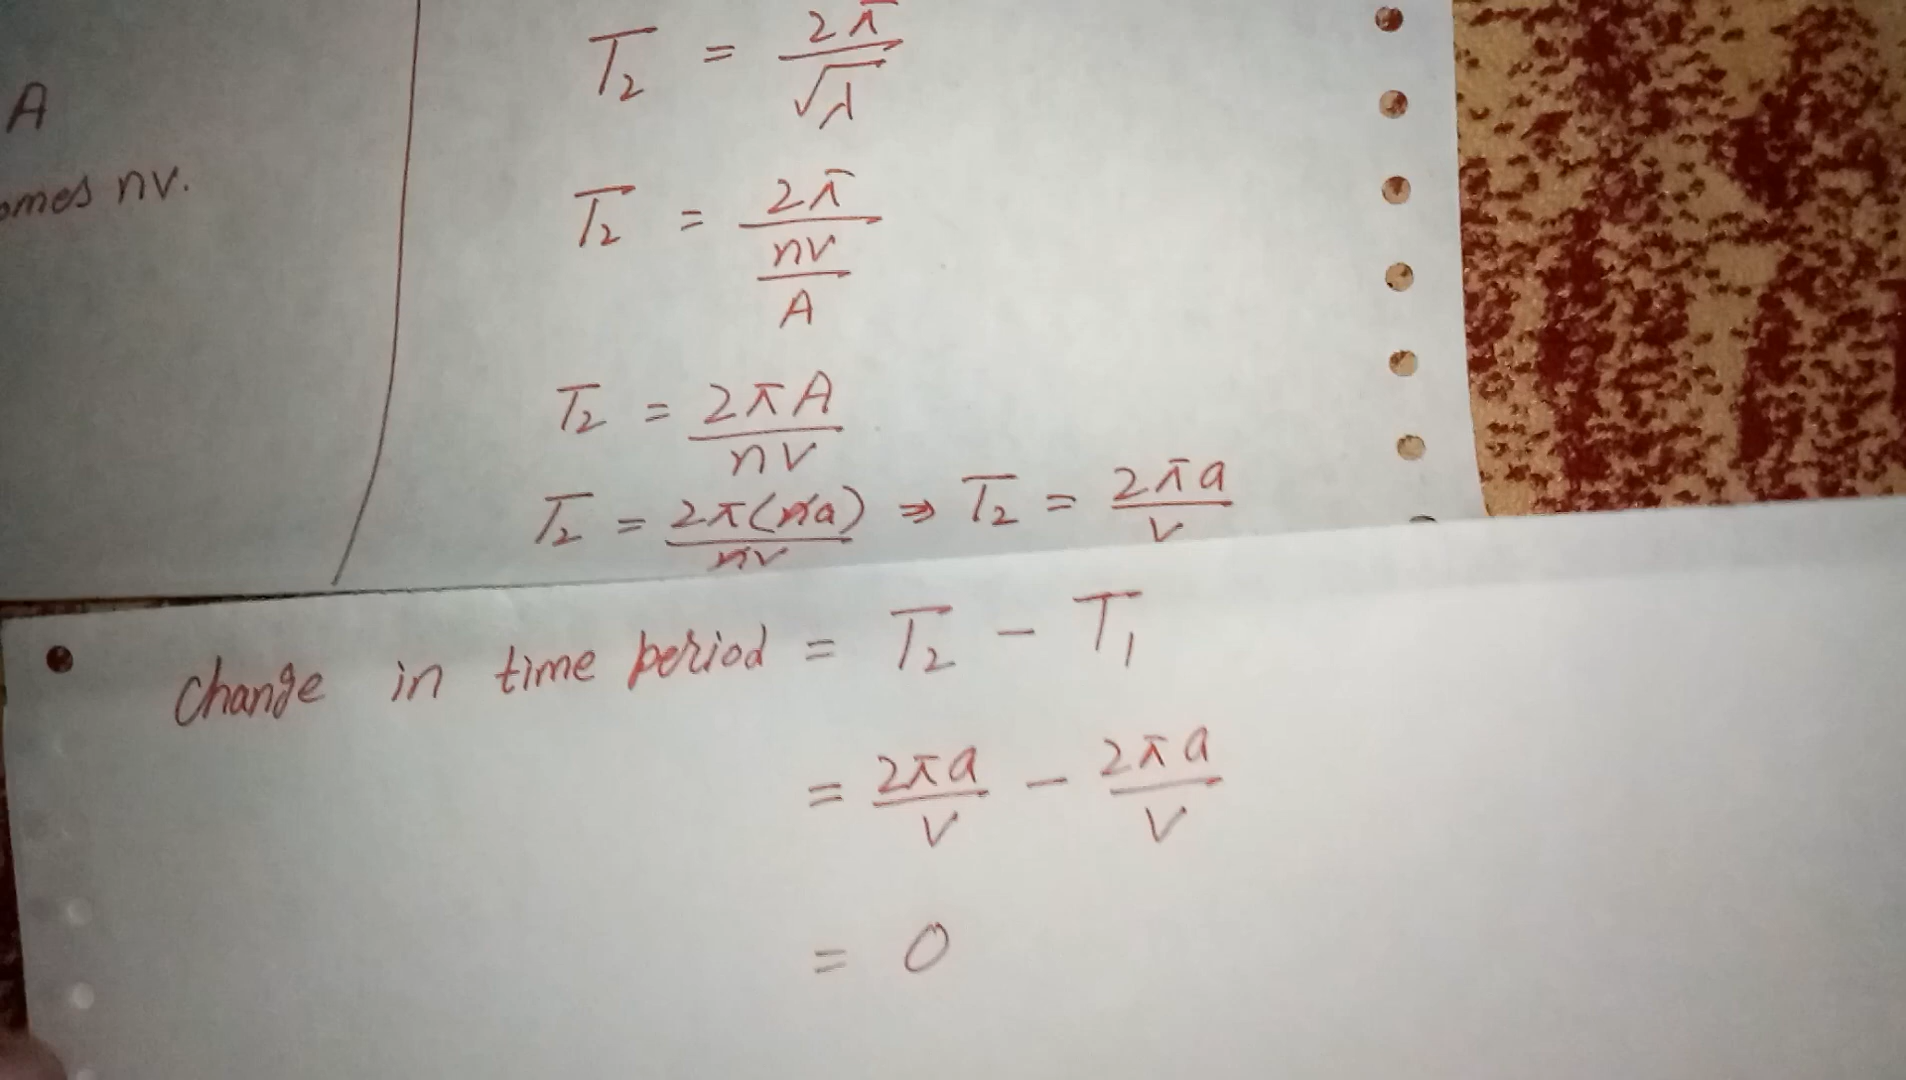 A
omes nv.
T₂ = 2π/√λ
T₂ = 2π/(nv/A)
T₂ = 2πA/nv
T₂ = 2π(na)/nv ⇒ T₂ = 2πa/v
Change in time period = T₂ - T₁
= 2πa/v - 2πa/v
= 0